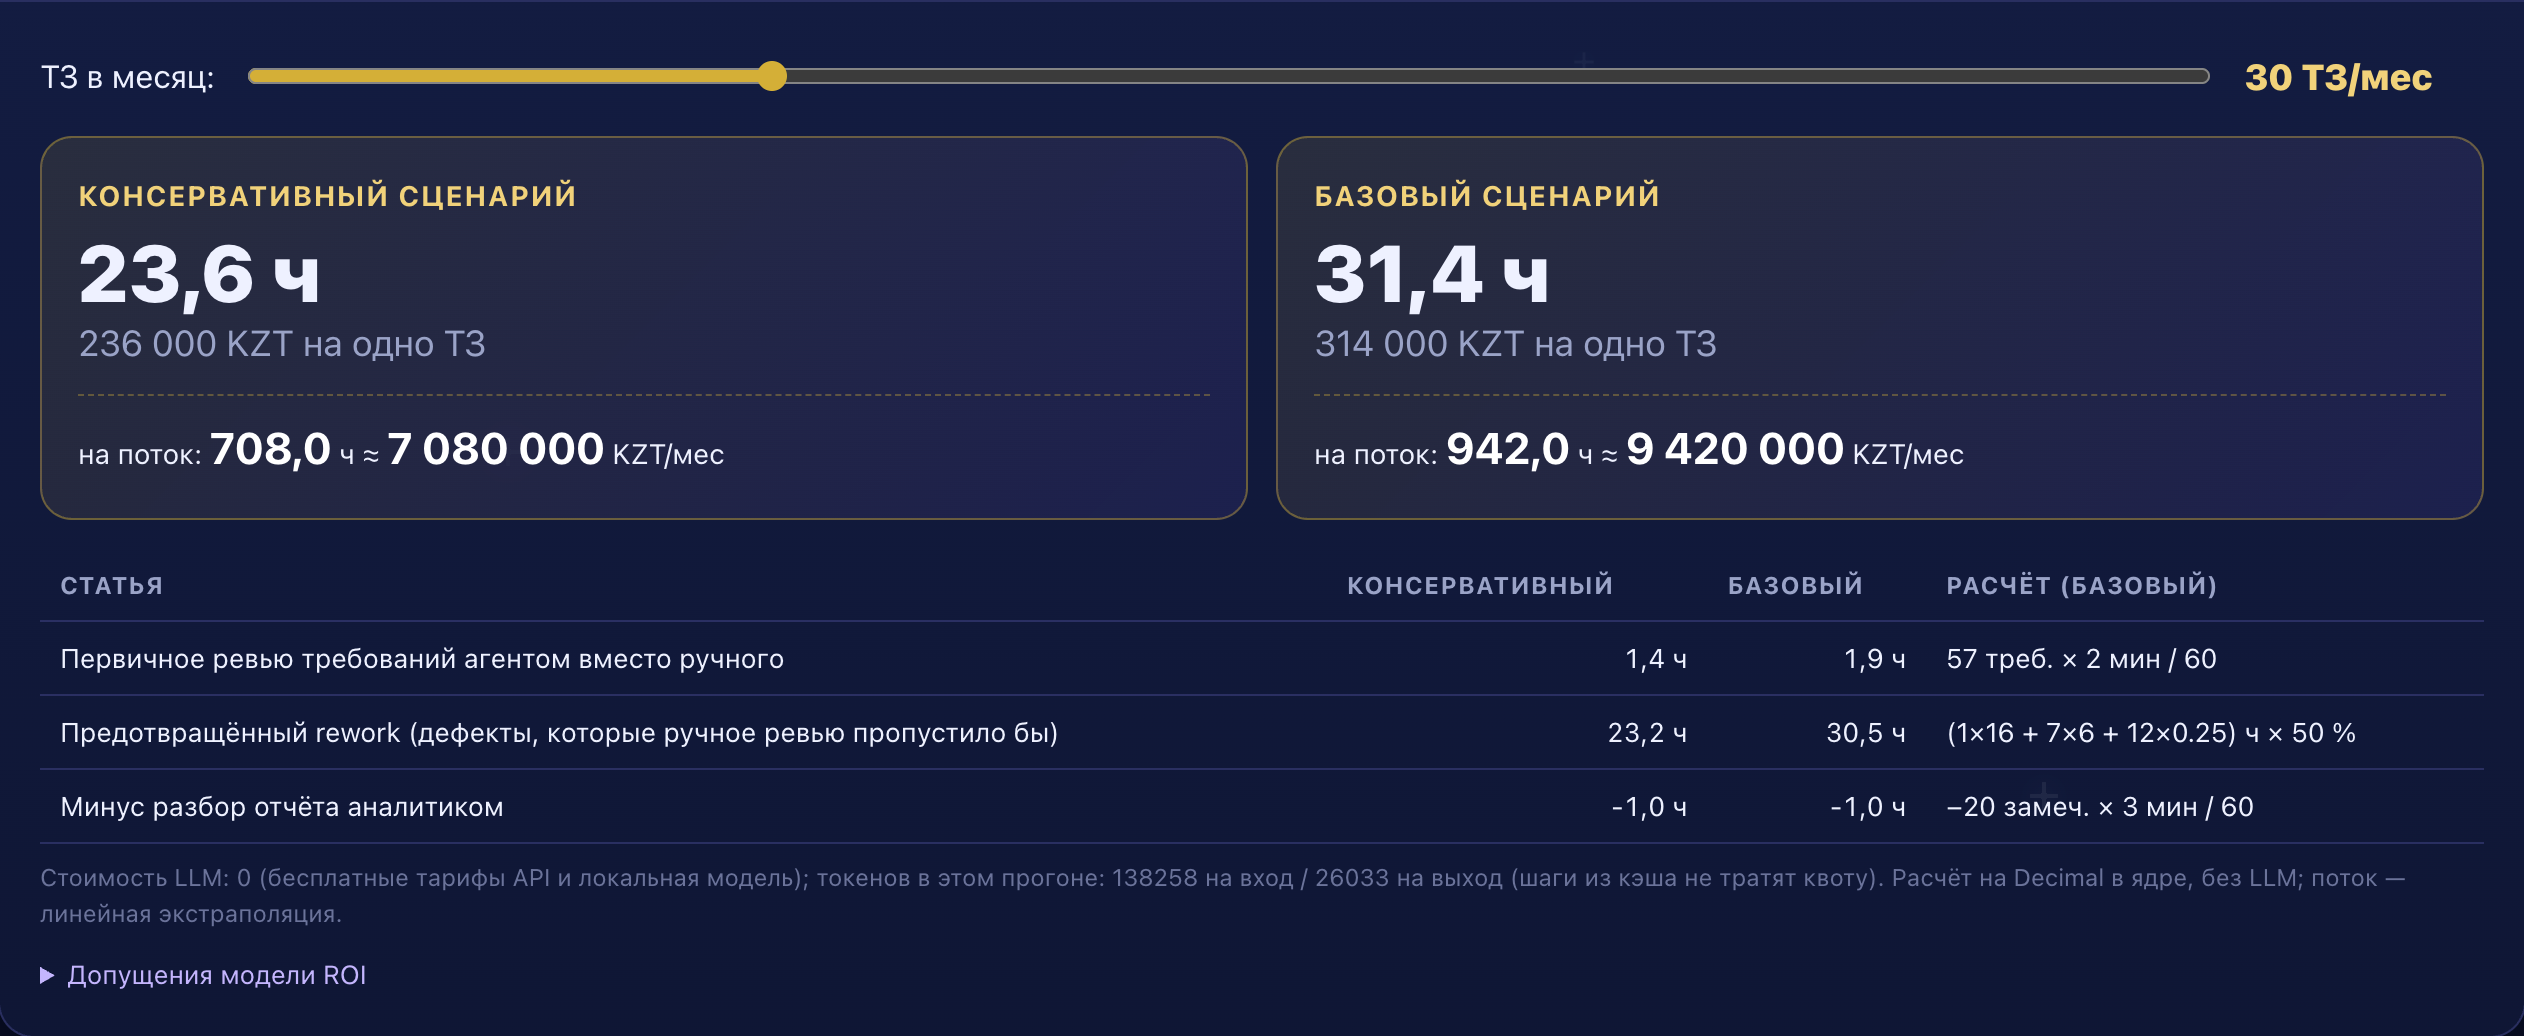 ТЗ в месяц: 30 ТЗ/мес
КОНСЕРВАТИВНЫЙ СЦЕНАРИЙ
23,6 ч
236 000 KZT на одно ТЗ
на поток: 708,0 ч ≈ 7 080 000 KZT/мес
БАЗОВЫЙ СЦЕНАРИЙ
31,4 ч
314 000 KZT на одно ТЗ
на поток: 942,0 ч ≈ 9 420 000 KZT/мес
СТАТЬЯ КОНСЕРВАТИВНЫЙ БАЗОВЫЙ РАСЧЁТ (БАЗОВЫЙ)
Первичное ревью требований агентом вместо ручного 1,4 ч 1,9 ч 57 треб. × 2 мин / 60
Предотвращённый rework (дефекты, которые ручное ревью пропустило бы) 23,2 ч 30,5 ч (1×16 + 7×6 + 12×0.25) ч × 50 %
Минус разбор отчёта аналитиком -1,0 ч -1,0 ч −20 замеч. × 3 мин / 60
Стоимость LLM: 0 (бесплатные тарифы API и локальная модель); токенов в этом прогоне: 138258 на вход / 26033 на выход (шаги из кэша не тратят квоту). Расчёт на Decimal в ядре, без LLM; поток —
линейная экстраполяция.
▶ Допущения модели ROI